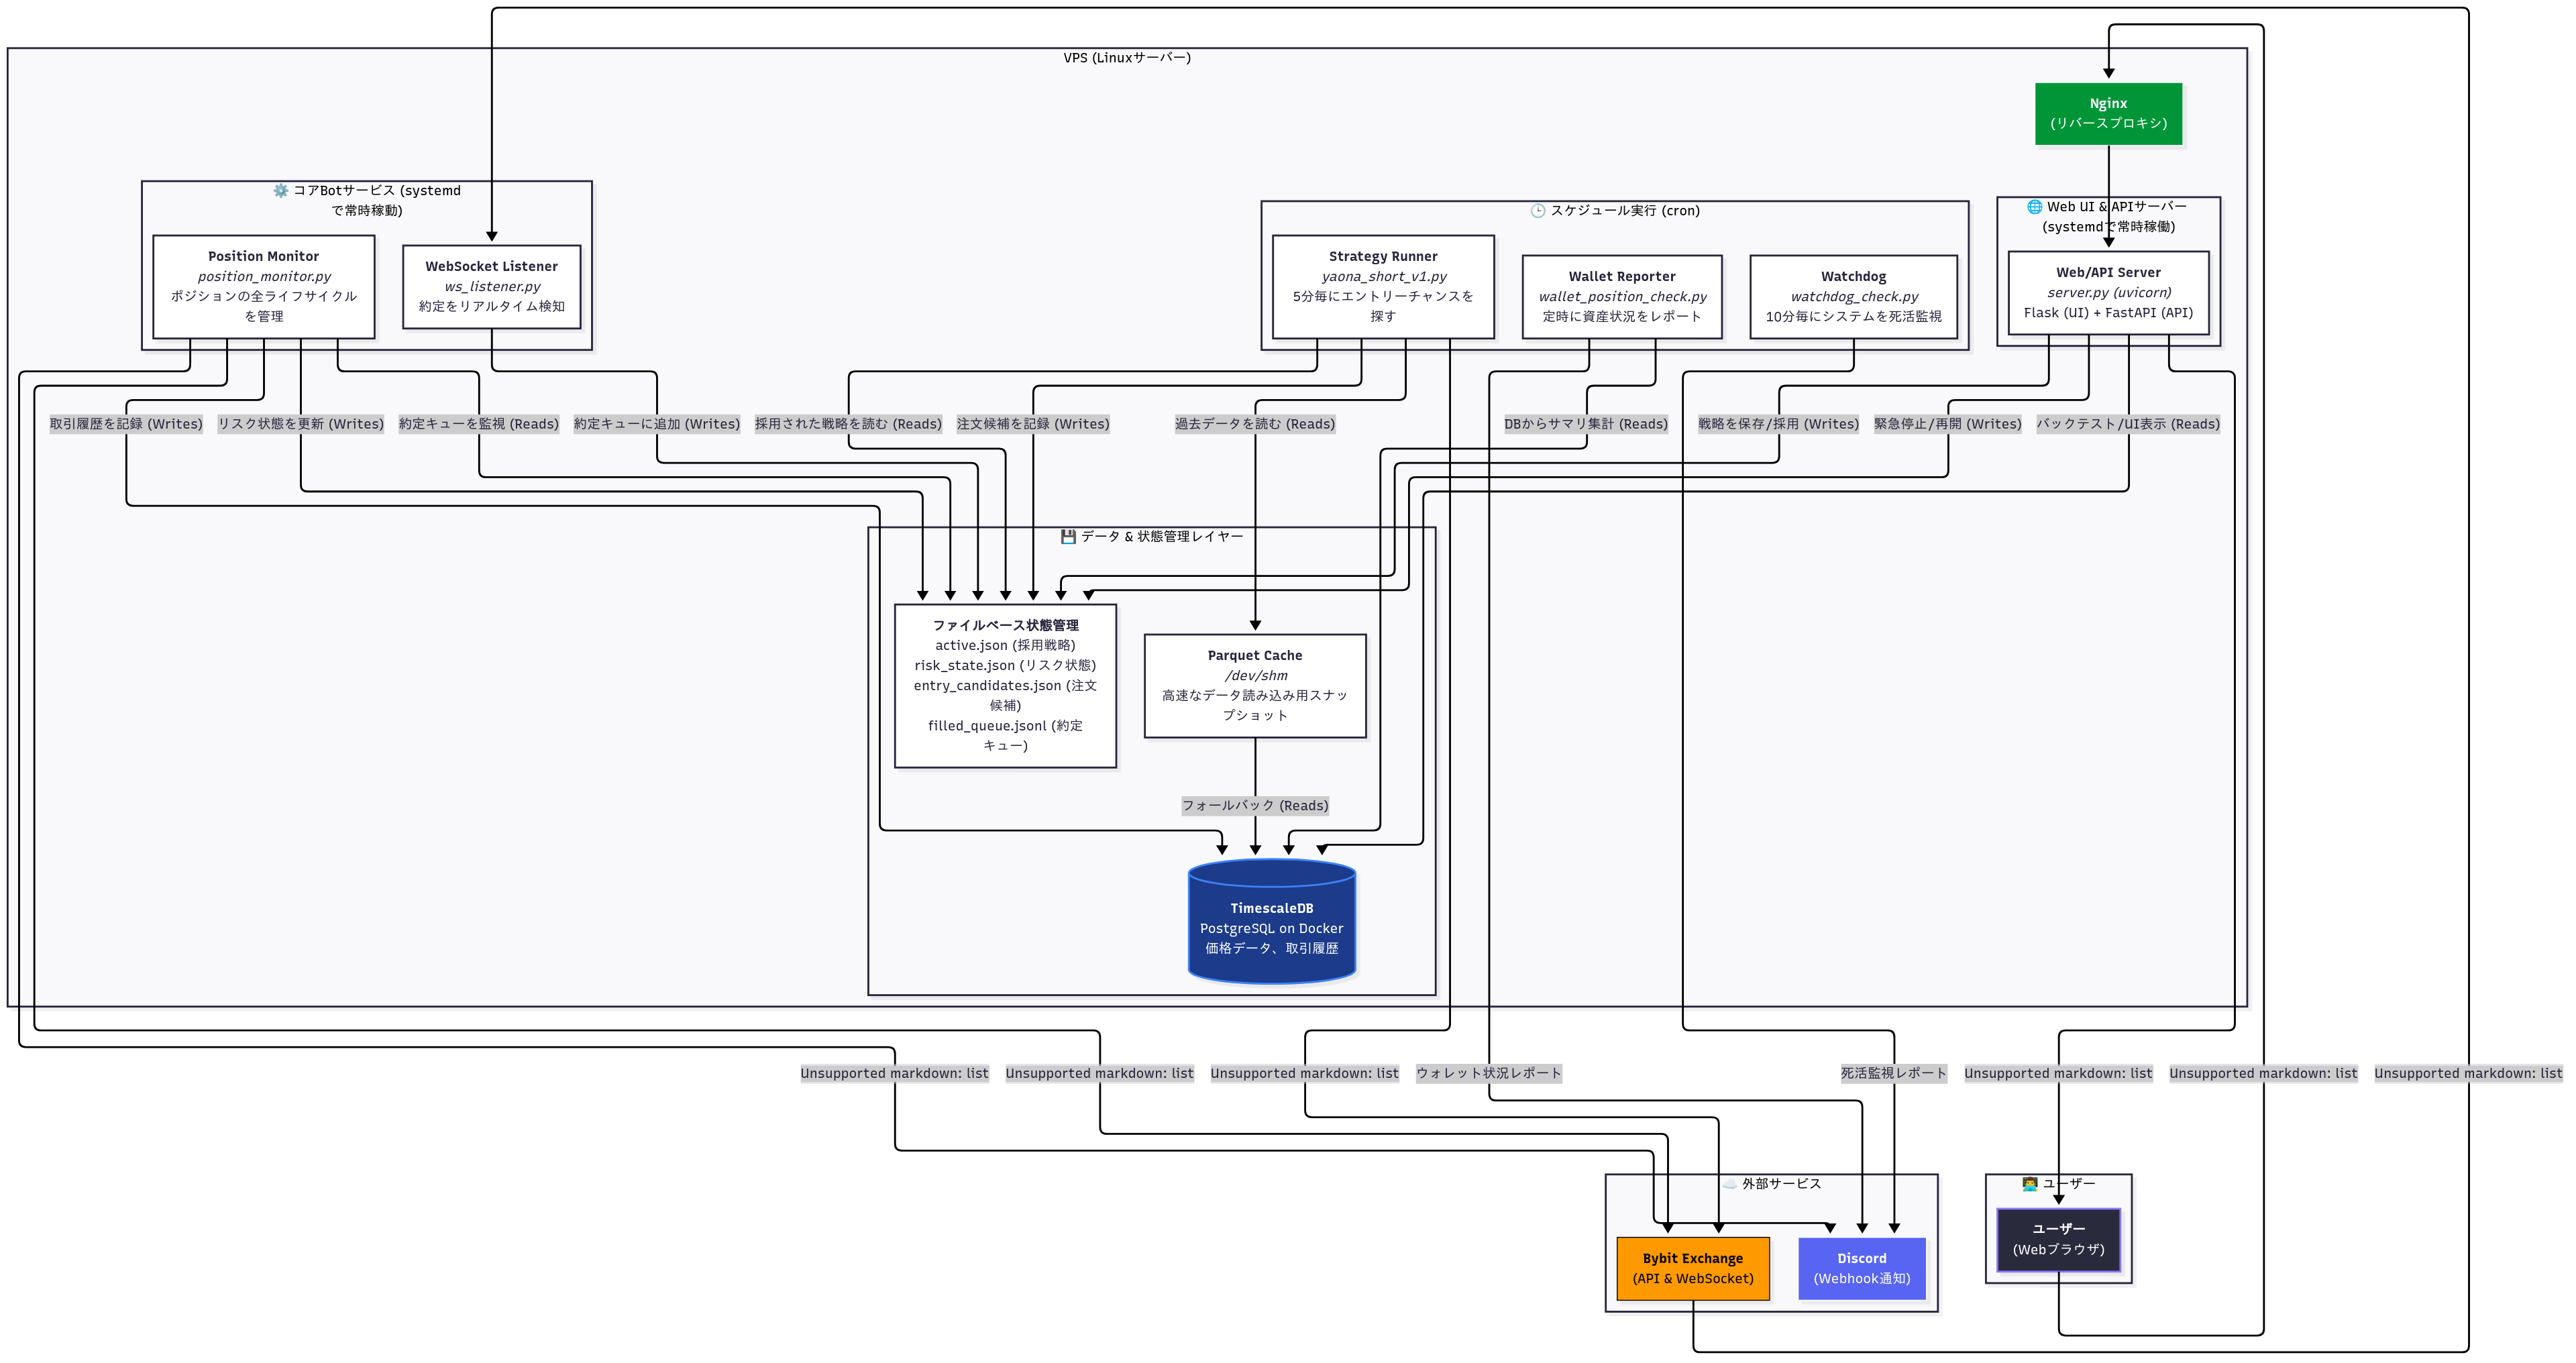 VPS (Linuxサーバー)
Nginx
(リバースプロキシ)
⚙️ コアBotサービス (systemd
で常時稼動)
Position Monitor
position_monitor.py
ポジションの全ライフサイクル
を管理
WebSocket Listener
ws_listener.py
約定をリアルタイム検知
🕒 スケジュール実行 (cron)
Strategy Runner
yaona_short_v1.py
5分毎にエントリーチャンスを
探す
Wallet Reporter
wallet_position_check.py
定時に資産状況をレポート
Watchdog
watchdog_check.py
10分毎にシステムを死活監視
🌐 Web UI & APIサーバー
(systemdで常時稼働)
Web/API Server
server.py (uvicorn)
Flask (UI) + FastAPI (API)
取引履歴を記録 (Writes)
リスク状態を更新 (Writes)
約定キューを監視 (Reads)
約定キューに追加 (Writes)
採用された戦略を読む (Reads)
注文候補を記録 (Writes)
過去データを読む (Reads)
DBからサマリ集計 (Reads)
戦略を保存/採用 (Writes)
緊急停止/再開 (Writes)
バックテスト/UI表示 (Reads)
💾 データ & 状態管理レイヤー
ファイルベース状態管理
active.json (採用戦略)
risk_state.json (リスク状態)
entry_candidates.json (注文
候補)
filled_queue.jsonl (約定
キュー)
Parquet Cache
/dev/shm
高速なデータ読み込み用スナッ
プショット
フォールバック (Reads)
TimescaleDB
PostgreSQL on Docker
価格データ、取引履歴
Unsupported markdown: list
Unsupported markdown: list
Unsupported markdown: list
ウォレット状況レポート
死活監視レポート
Unsupported markdown: list
Unsupported markdown: list
Unsupported markdown: list
☁️ 外部サービス
Bybit Exchange
(API & WebSocket)
Discord
(Webhook通知)
👨‍💻 ユーザー
ユーザー
(Webブラウザ)